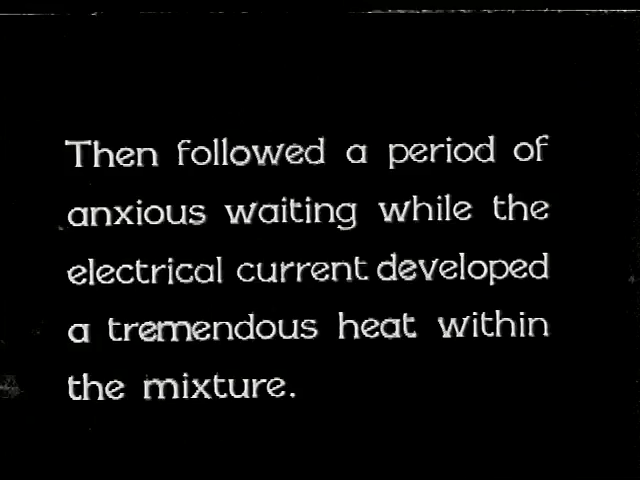 Then followed a period of
anxious waiting while the
electrical current developed
a tremendous heat within
the mixture.